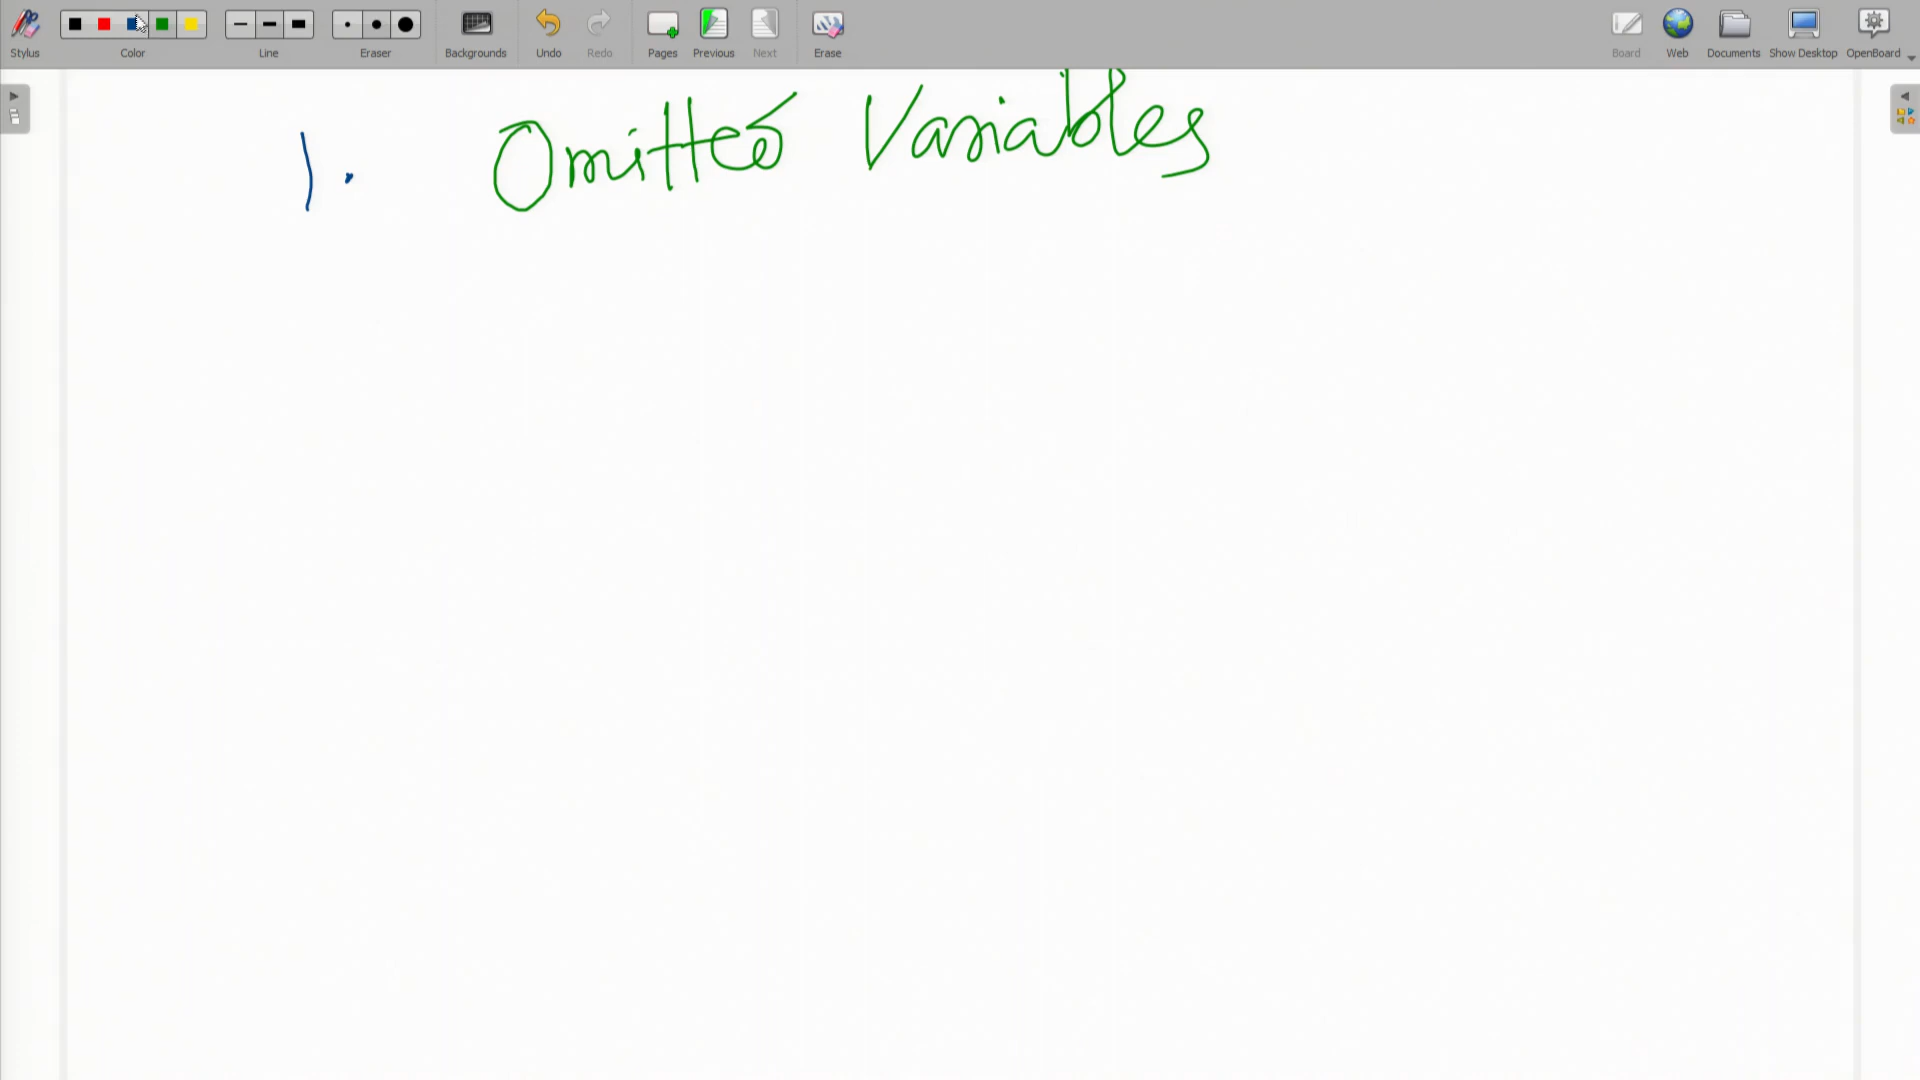 Stylus Color Line Eraser Backgrounds Undo Redo Pages Previous Next Erase Board Web Documents Show Desktop OpenBoard
1. Omitted Variables